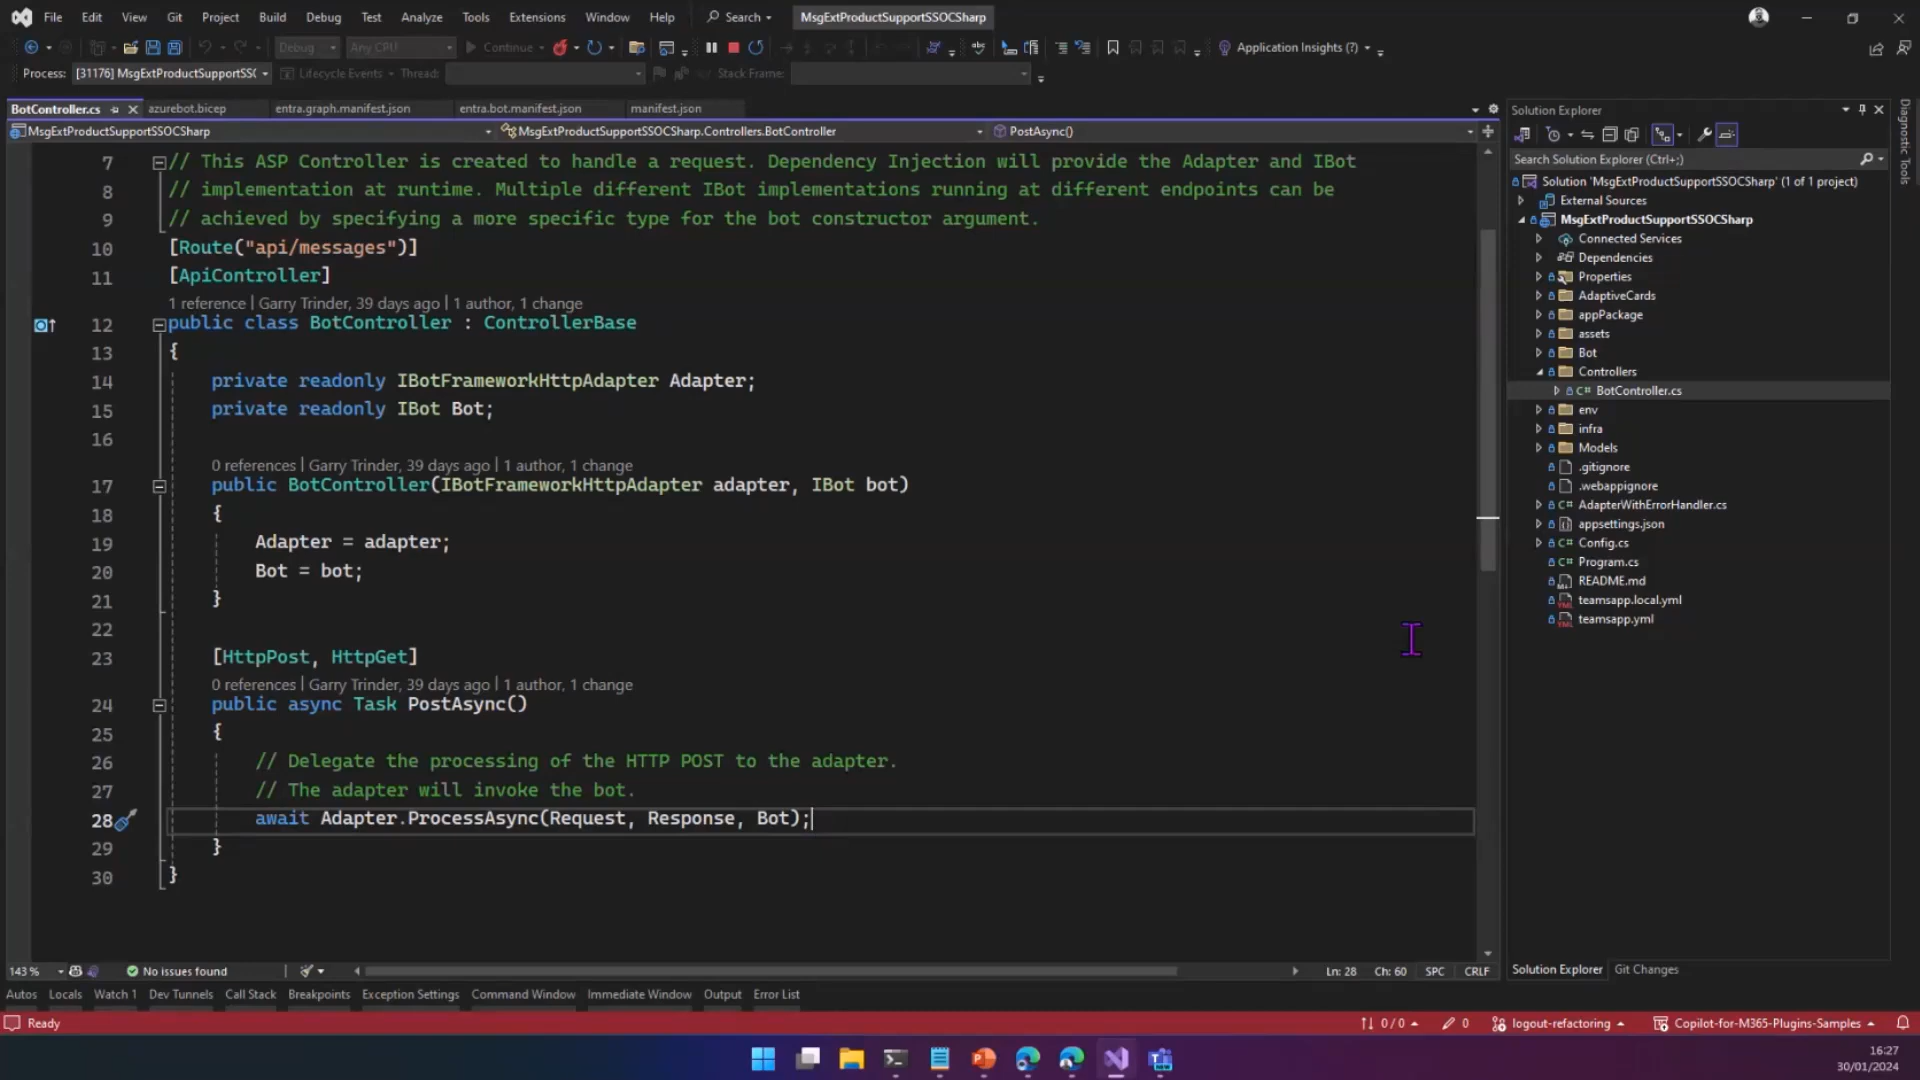 File Edit View Git Project Build Debug Test Analyze Tools Extensions Window Help Search MsgExtProductSupportSSOCSharp
Debug Any CPU Continue Application Insights (?)
Process: [31176] MsgExtProductSupportSSC Lifecycle Events Thread: Stack Frame:
BotController.cs azurebot.bicep entra.graph.manifest.json entra.bot.manifest.json manifest.json
MsgExtProductSupportSSOCSharp MsgExtProductSupportSSOCSharp.Controllers.BotController PostAsync()
7 // This ASP Controller is created to handle a request. Dependency Injection will provide the Adapter and IBot
8 // implementation at runtime. Multiple different IBot implementations running at different endpoints can be
9 // achieved by specifying a more specific type for the bot constructor argument.
10 [Route("api/messages")]
11 [ApiController]
1 reference | Garry Trinder, 39 days ago | 1 author, 1 change
12 public class BotController : ControllerBase
13 {
14 private readonly IBotFrameworkHttpAdapter Adapter;
15 private readonly IBot Bot;
16
0 references | Garry Trinder, 39 days ago | 1 author, 1 change
17 public BotController(IBotFrameworkHttpAdapter adapter, IBot bot)
18 {
19 Adapter = adapter;
20 Bot = bot;
21 }
22
23 [HttpPost, HttpGet]
0 references | Garry Trinder, 39 days ago | 1 author, 1 change
24 public async Task PostAsync()
25 {
26 // Delegate the processing of the HTTP POST to the adapter.
27 // The adapter will invoke the bot.
28 await Adapter.ProcessAsync(Request, Response, Bot);
29 }
30 }
143 % No issues found Ln: 28 Ch: 60 SPC CRLF
Autos Locals Watch 1 Dev Tunnels Call Stack Breakpoints Exception Settings Command Window Immediate Window Output Error List
Solution Explorer
Search Solution Explorer (Ctrl+;)
Solution 'MsgExtProductSupportSSOCSharp' (1 of 1 project)
External Sources
MsgExtProductSupportSSOCSharp
Connected Services
Dependencies
Properties
AdaptiveCards
appPackage
assets
Bot
Controllers
C# BotController.cs
env
infra
Models
.gitignore
.webappignore
C# AdapterWithErrorHandler.cs
appsettings.json
C# Config.cs
C# Program.cs
README.md
teamsapp.local.yml
teamsapp.yml
Solution Explorer Git Changes
Diagnostic Tools
Ready 0 / 0 0 logout-refactoring Copilot-for-M365-Plugins-Samples
16:27
30/01/2024